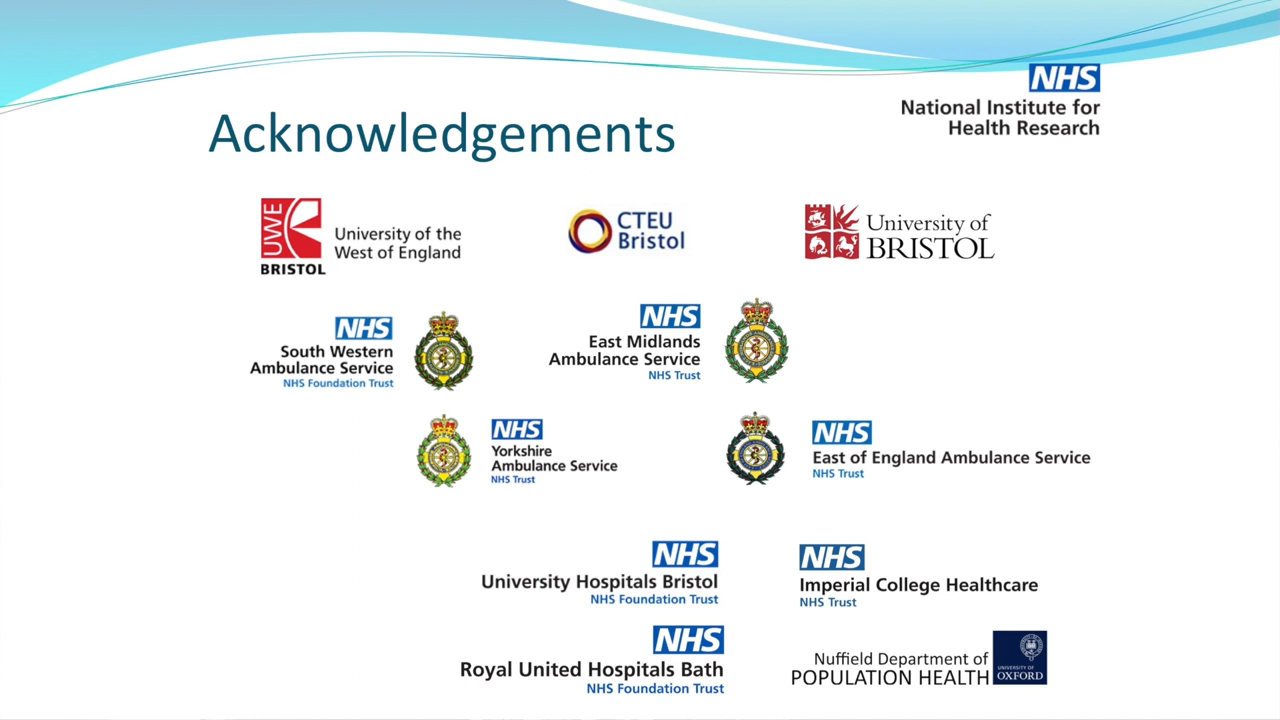 NHS
National Institute for
Health Research
Acknowledgements
UWE
BRISTOL
University of the
West of England
CTEU
Bristol
University of
BRISTOL
NHS
South Western
Ambulance Service
NHS Foundation Trust
NHS
East Midlands
Ambulance Service
NHS Trust
NHS
Yorkshire
Ambulance Service
NHS Trust
NHS
East of England Ambulance Service
NHS Trust
NHS
University Hospitals Bristol
NHS Foundation Trust
NHS
Imperial College Healthcare
NHS Trust
NHS
Royal United Hospitals Bath
NHS Foundation Trust
Nuffield Department of
POPULATION HEALTH
UNIVERSITY OF
OXFORD